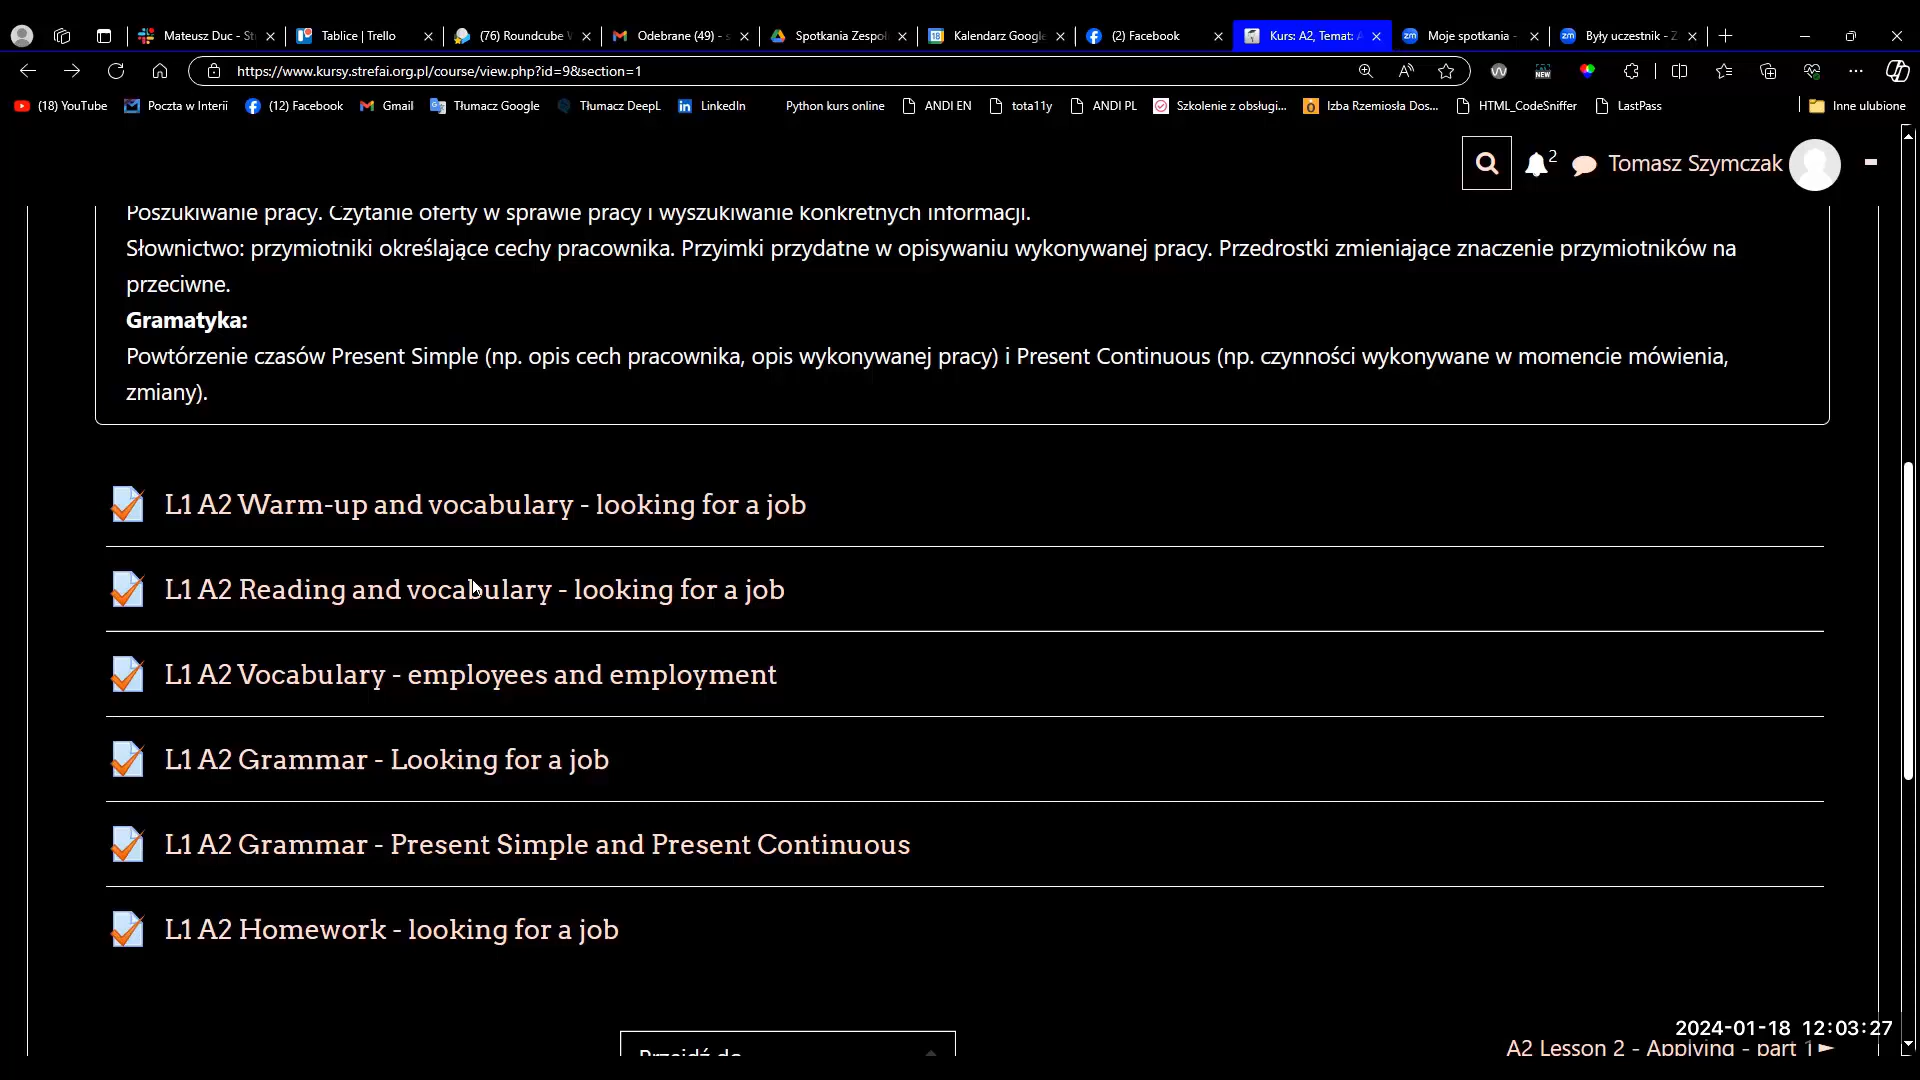 Mateusz Duc - St
Tablice | Trello
(76) Roundcube W
Odebrane (49) - s
Spotkania Zespoł
Kalendarz Google
(2) Facebook
Kurs: A2, Temat: A
Moje spotkania -
Były uczestnik - Z
https://www.kursy.strefai.org.pl/course/view.php?id=9&section=1
NEW
(18) YouTube
Poczta w Interii
(12) Facebook
Gmail
Tłumacz Google
Tłumacz DeepL
LinkedIn
Python kurs online
ANDI EN
tota11y
ANDI PL
Szkolenie z obsługi...
Izba Rzemiosła Dos...
HTML_CodeSniffer
LastPass
Inne ulubione
2
Tomasz Szymczak
Poszukiwanie pracy. Czytanie oferty w sprawie pracy i wyszukiwanie konkretnych informacji.
Słownictwo: przymiotniki określające cechy pracownika. Przyimki przydatne w opisywaniu wykonywanej pracy. Przedrostki zmieniające znaczenie przymiotników na
przeciwne.
Gramatyka:
Powtórzenie czasów Present Simple (np. opis cech pracownika, opis wykonywanej pracy) i Present Continuous (np. czynności wykonywane w momencie mówienia,
zmiany).
L1 A2 Warm-up and vocabulary - looking for a job
L1 A2 Reading and vocabulary - looking for a job
L1 A2 Vocabulary - employees and employment
L1 A2 Grammar - Looking for a job
L1 A2 Grammar - Present Simple and Present Continuous
L1 A2 Homework - looking for a job
2024-01-18 12:03:27
Przejdź do
A2 Lesson 2 - Applying - part 1 ►